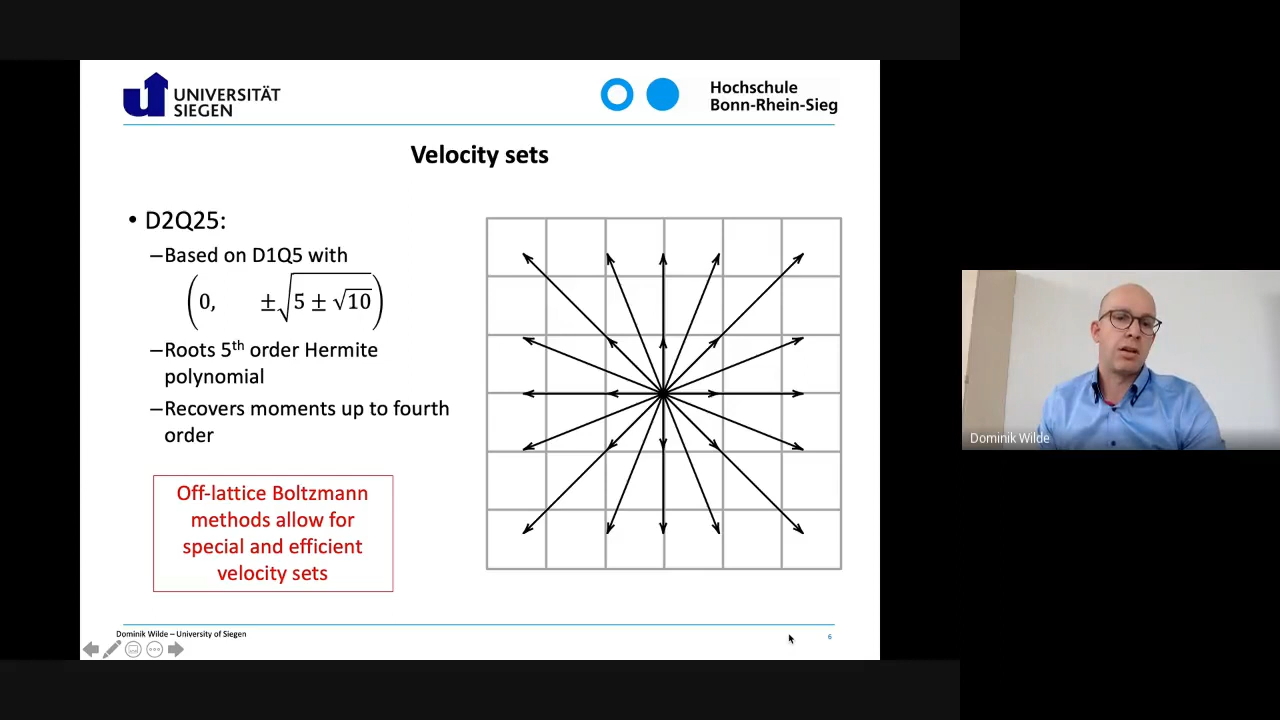 UNIVERSITÄT
SIEGEN
Hochschule
Bonn-Rhein-Sieg
Velocity sets
• D2Q25:
–Based on D1Q5 with
(0, ±√(5 ± √10))
–Roots 5th order Hermite
polynomial
–Recovers moments up to fourth
order
Off-lattice Boltzmann
methods allow for
special and efficient
velocity sets
Dominik Wilde – University of Siegen
6
Dominik Wilde